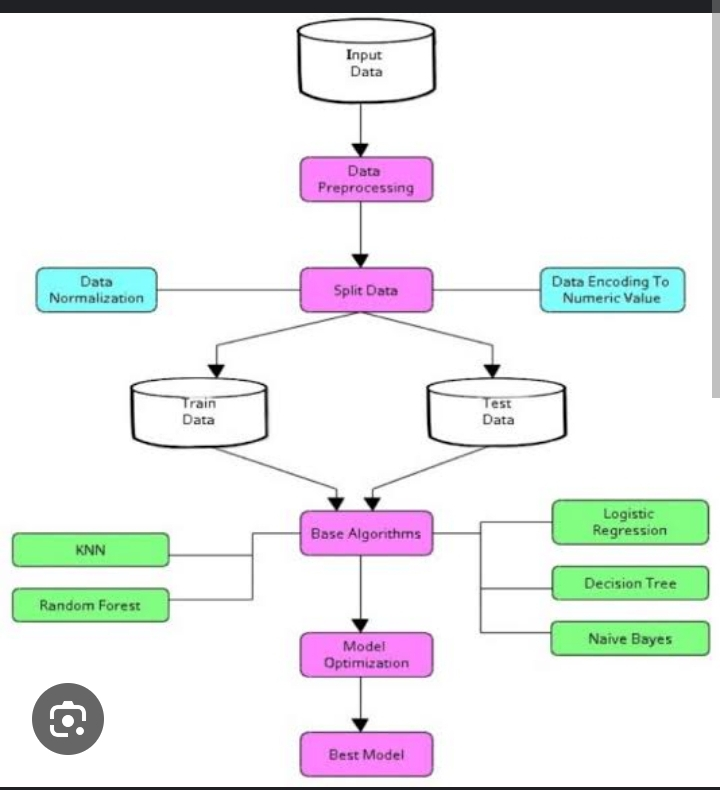 Input
Data
Data
Preprocessing
Data
Normalization
Split Data
Data Encoding To
Numeric Value
Train
Data
Test
Data
Base Algorithms
KNN
Random Forest
Logistic
Regression
Decision Tree
Naive Bayes
Model
Optimization
Best Model